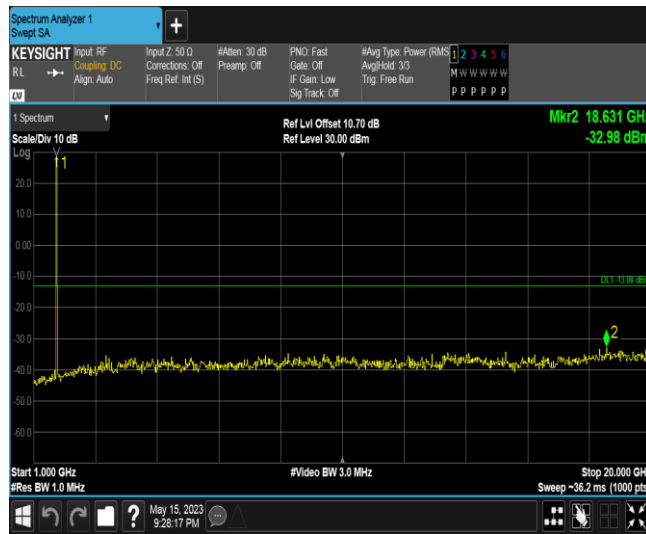 Spectrum Analyzer 1
Swept SA
+
KEYSIGHT
RL
LXI
Input: RF
Coupling: DC
Align: Auto
Input Z: 50 Ω
Corrections: Off
Freq Ref: Int (S)
#Atten: 30 dB
Preamp: Off
PNO: Fast
Gate: Off
IF Gain: Low
Sig Track: Off
#Avg Type: Power (RMS
Avg|Hold: 3/3
Trig: Free Run
1 2 3 4 5 6
M W W W W W
P P P P P P
1 Spectrum
Scale/Div 10 dB
Log
Ref Lvl Offset 10.70 dB
Ref Level 30.00 dBm
Mkr2 18.631 GH
-32.98 dBm
1
20.0
10.0
0.00
-10.0
DL1 -13.00 dB
-20.0
-30.0
2
-40.0
-50.0
-60.0
Start 1.000 GHz
#Res BW 1.0 MHz
#Video BW 3.0 MHz
Stop 20.000 GH
Sweep ~36.2 ms (1000 pts
?
May 15, 2023
9:28:17 PM